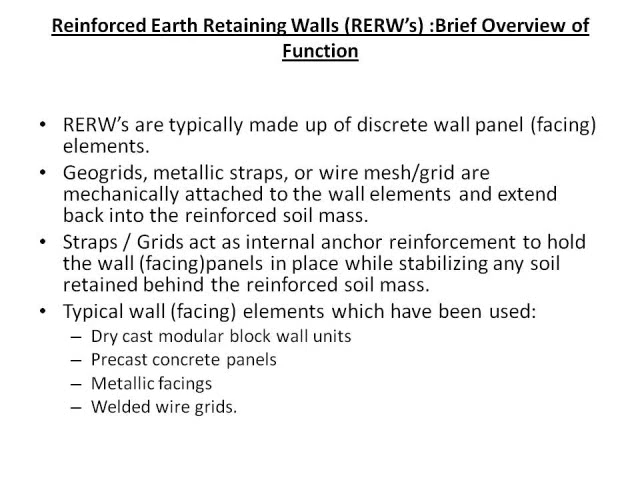 Reinforced Earth Retaining Walls (RERW’s) :Brief Overview of
Function
• RERW’s are typically made up of discrete wall panel (facing)
elements.
• Geogrids, metallic straps, or wire mesh/grid are
mechanically attached to the wall elements and extend
back into the reinforced soil mass.
• Straps / Grids act as internal anchor reinforcement to hold
the wall (facing)panels in place while stabilizing any soil
retained behind the reinforced soil mass.
• Typical wall (facing) elements which have been used:
– Dry cast modular block wall units
– Precast concrete panels
– Metallic facings
– Welded wire grids.